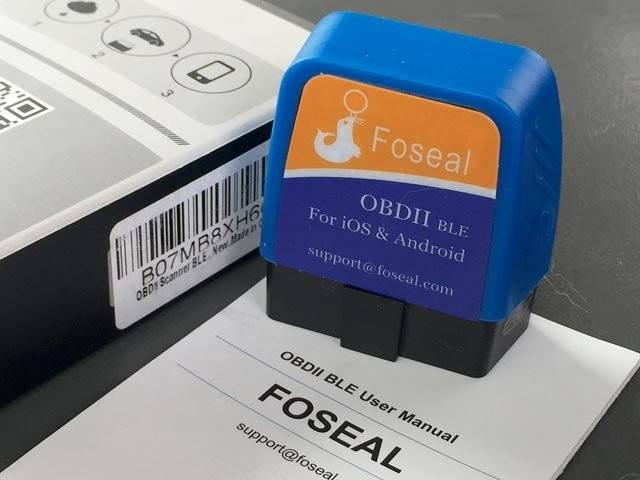 1
2
3
B07MB8XH6
OBDII Scanner BLE New Made in
Foseal
OBDII BLE
For iOS & Android
support@foseal.com
OBDII BLE User Manual
FOSEAL
support@foseal